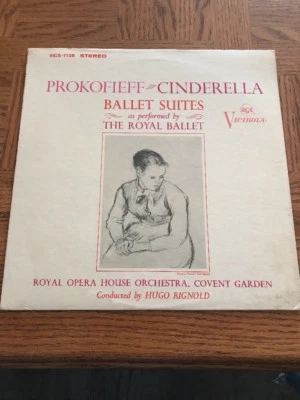 VICS-1139 STEREO
PROKOFIEFF CINDERELLA
BALLET SUITES
as performed by
THE ROYAL BALLET
RCA
VICTROLA
ROYAL OPERA HOUSE ORCHESTRA, COVENT GARDEN
Conducted by HUGO RIGNOLD